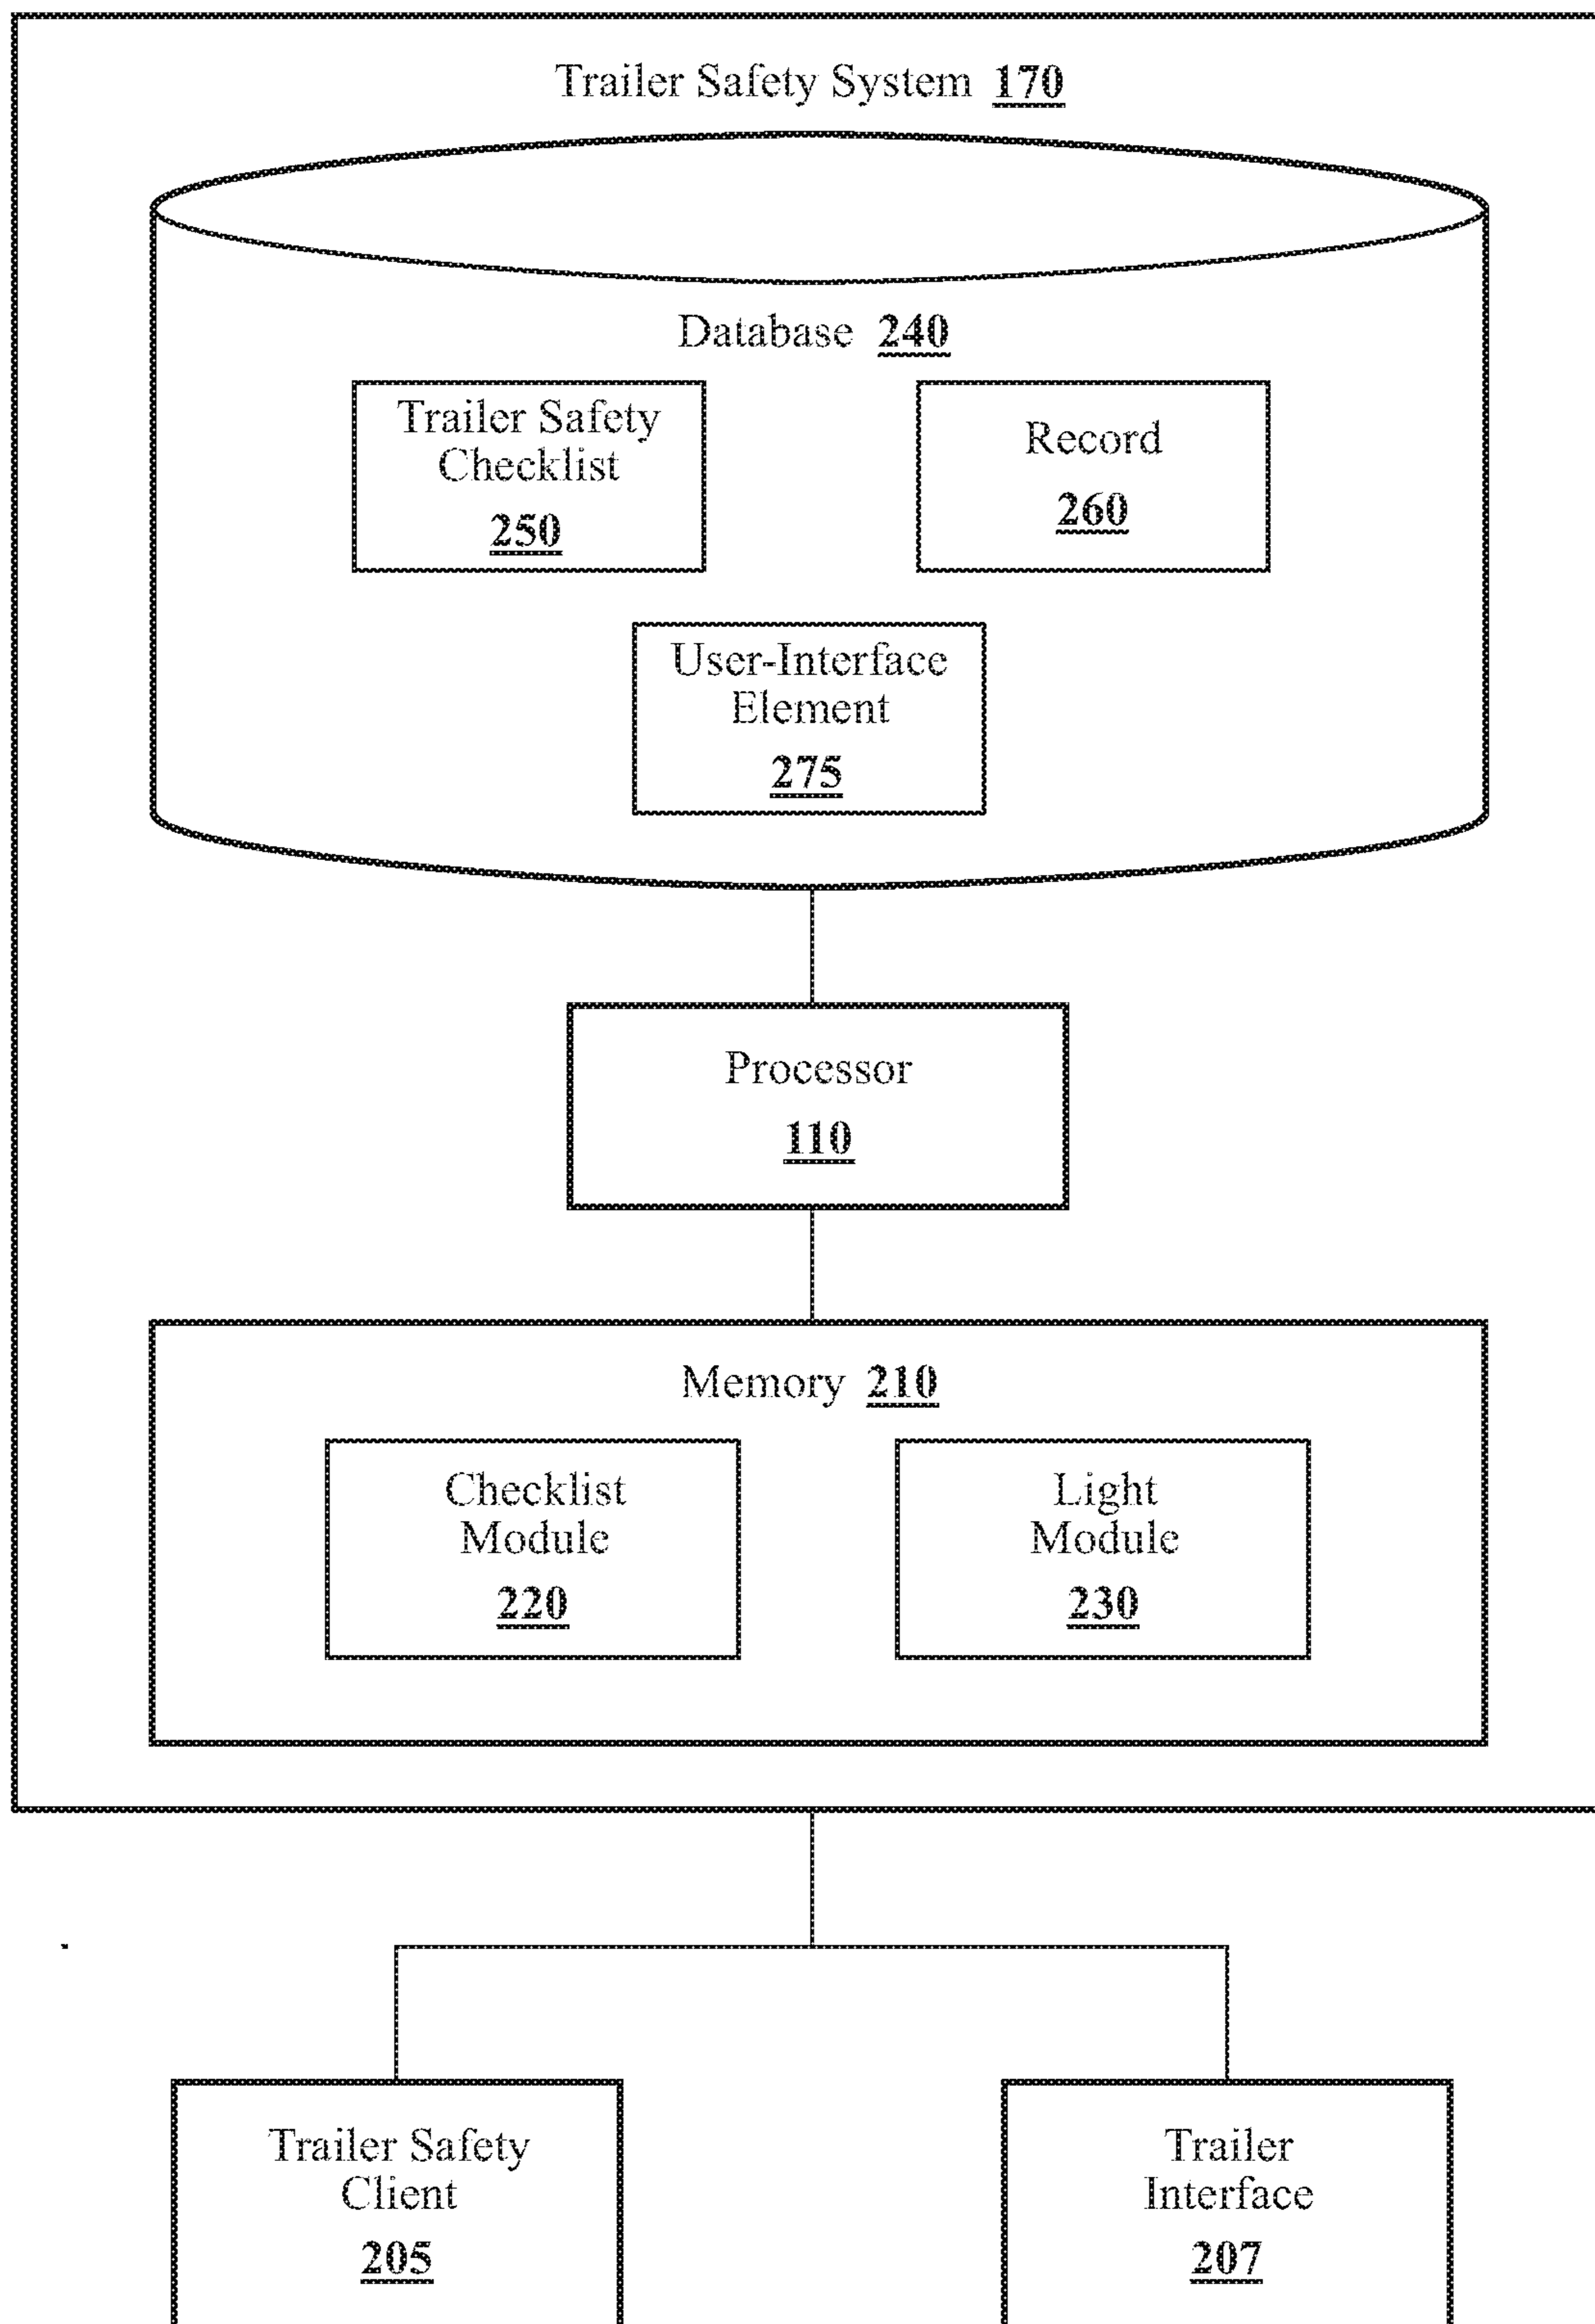 Trailer Safety System 170
Database 240
Trailer Safety
Checklist
250
Record
260
User-Interface
Element
275
Processor
110
Memory 210
Checklist
Module
220
Light
Module
230
Trailer Safety
Client
205
Trailer
Interface
207